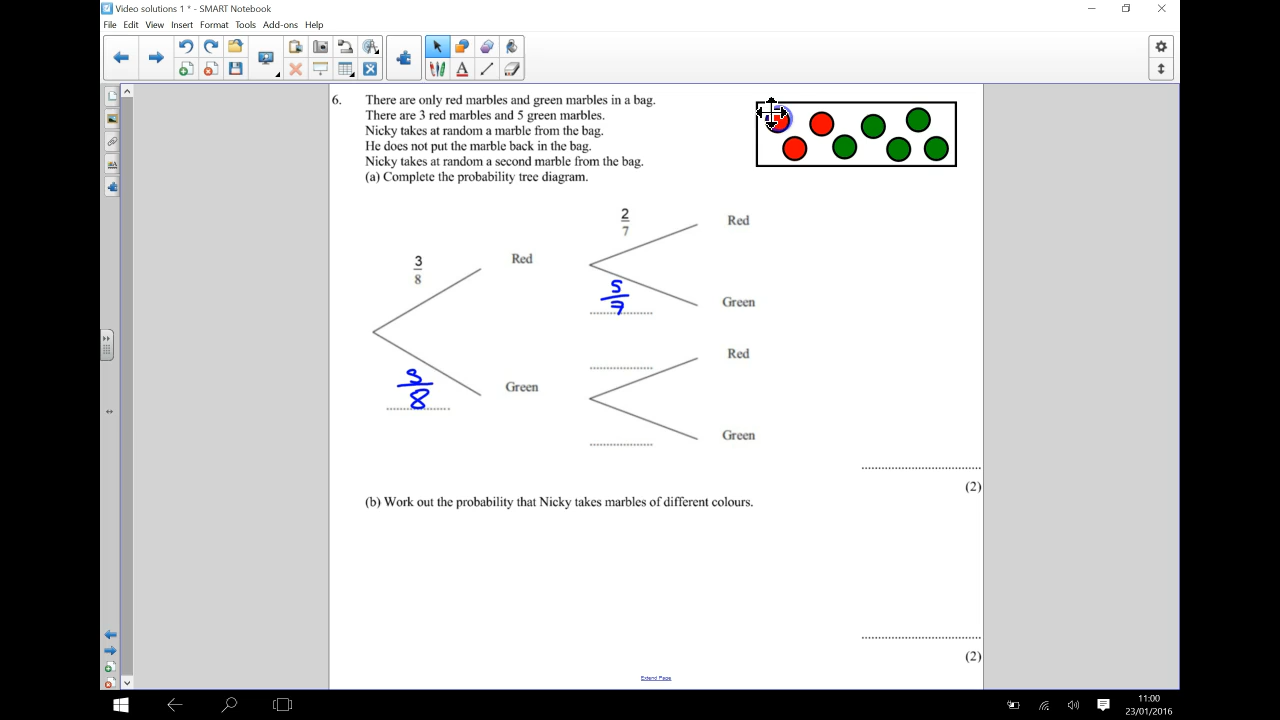 Video solutions 1 * - SMART Notebook
File Edit View Insert Format Tools Add-ons Help
6. There are only red marbles and green marbles in a bag.
There are 3 red marbles and 5 green marbles.
Nicky takes at random a marble from the bag.
He does not put the marble back in the bag.
Nicky takes at random a second marble from the bag.
(a) Complete the probability tree diagram.
2
7
Red
3
8
Red
5
7
Green
Red
5
8
Green
Green
(2)
(b) Work out the probability that Nicky takes marbles of different colours.
(2)
Extend Page
11:00
23/01/2016